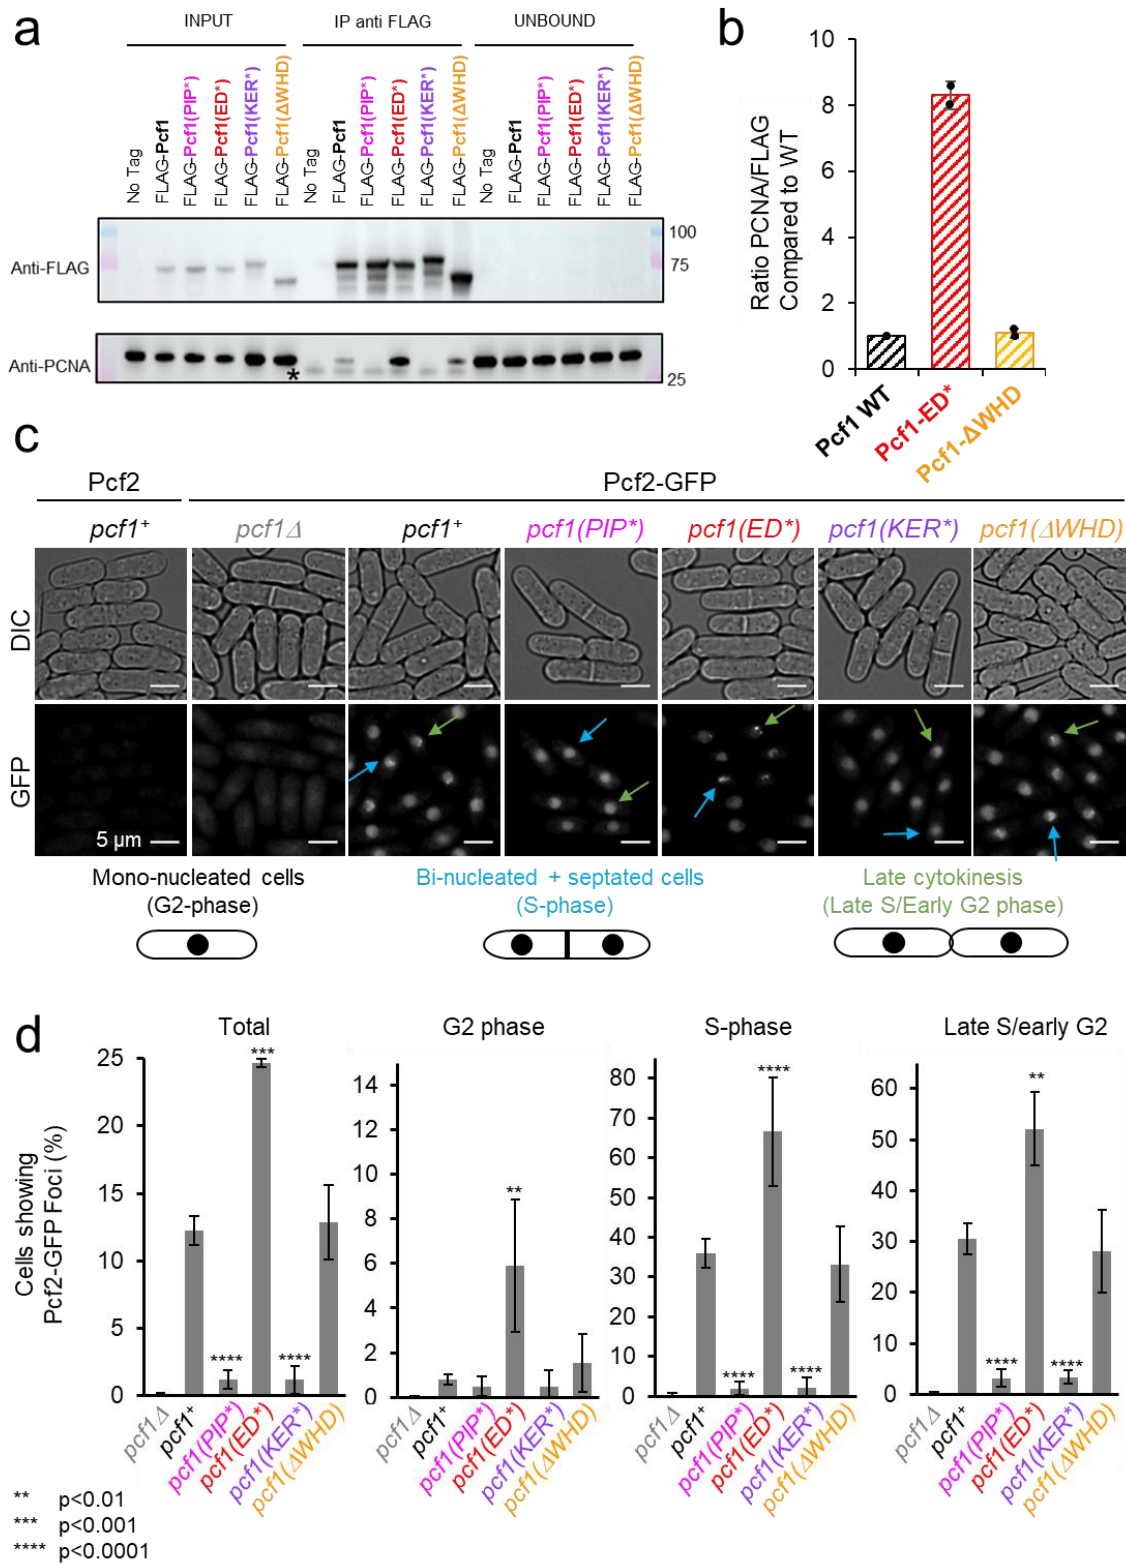 a
INPUT
IP anti FLAG
UNBOUND
No Tag
FLAG-Pcf1
FLAG-Pcf1(PIP*)
FLAG-Pcf1(ED*)
FLAG-Pcf1(KER*)
FLAG-Pcf1(ΔWHD)
No Tag
FLAG-Pcf1
FLAG-Pcf1(PIP*)
FLAG-Pcf1(ED*)
FLAG-Pcf1(KER*)
FLAG-Pcf1(ΔWHD)
No Tag
FLAG-Pcf1
FLAG-Pcf1(PIP*)
FLAG-Pcf1(ED*)
FLAG-Pcf1(KER*)
FLAG-Pcf1(ΔWHD)
Anti-FLAG
100
75
Anti-PCNA
*
25
b
Ratio PCNA/FLAG
Compared to WT
10
8
6
4
2
0
Pcf1 WT
Pcf1-ED*
Pcf1-ΔWHD
c
Pcf2
Pcf2-GFP
pcf1+
pcf1Δ
pcf1+
pcf1(PIP*)
pcf1(ED*)
pcf1(KER*)
pcf1(ΔWHD)
DIC
GFP
5 µm
Mono-nucleated cells
(G2-phase)
Bi-nucleated + septated cells
(S-phase)
Late cytokinesis
(Late S/Early G2 phase)
d
Cells showing
Pcf2-GFP Foci (%)
Total
25
20
15
10
5
0
****
***
****
pcf1Δ
pcf1+
pcf1(PIP*)
pcf1(ED*)
pcf1(KER*)
pcf1(ΔWHD)
G2 phase
14
12
10
8
6
4
2
0
**
pcf1Δ
pcf1+
pcf1(PIP*)
pcf1(ED*)
pcf1(KER*)
pcf1(ΔWHD)
S-phase
80
70
60
50
40
30
20
10
0
****
****
****
pcf1Δ
pcf1+
pcf1(PIP*)
pcf1(ED*)
pcf1(KER*)
pcf1(ΔWHD)
Late S/early G2
60
50
40
30
20
10
0
****
**
****
pcf1Δ
pcf1+
pcf1(PIP*)
pcf1(ED*)
pcf1(KER*)
pcf1(ΔWHD)
** p<0.01
*** p<0.001
**** p<0.0001